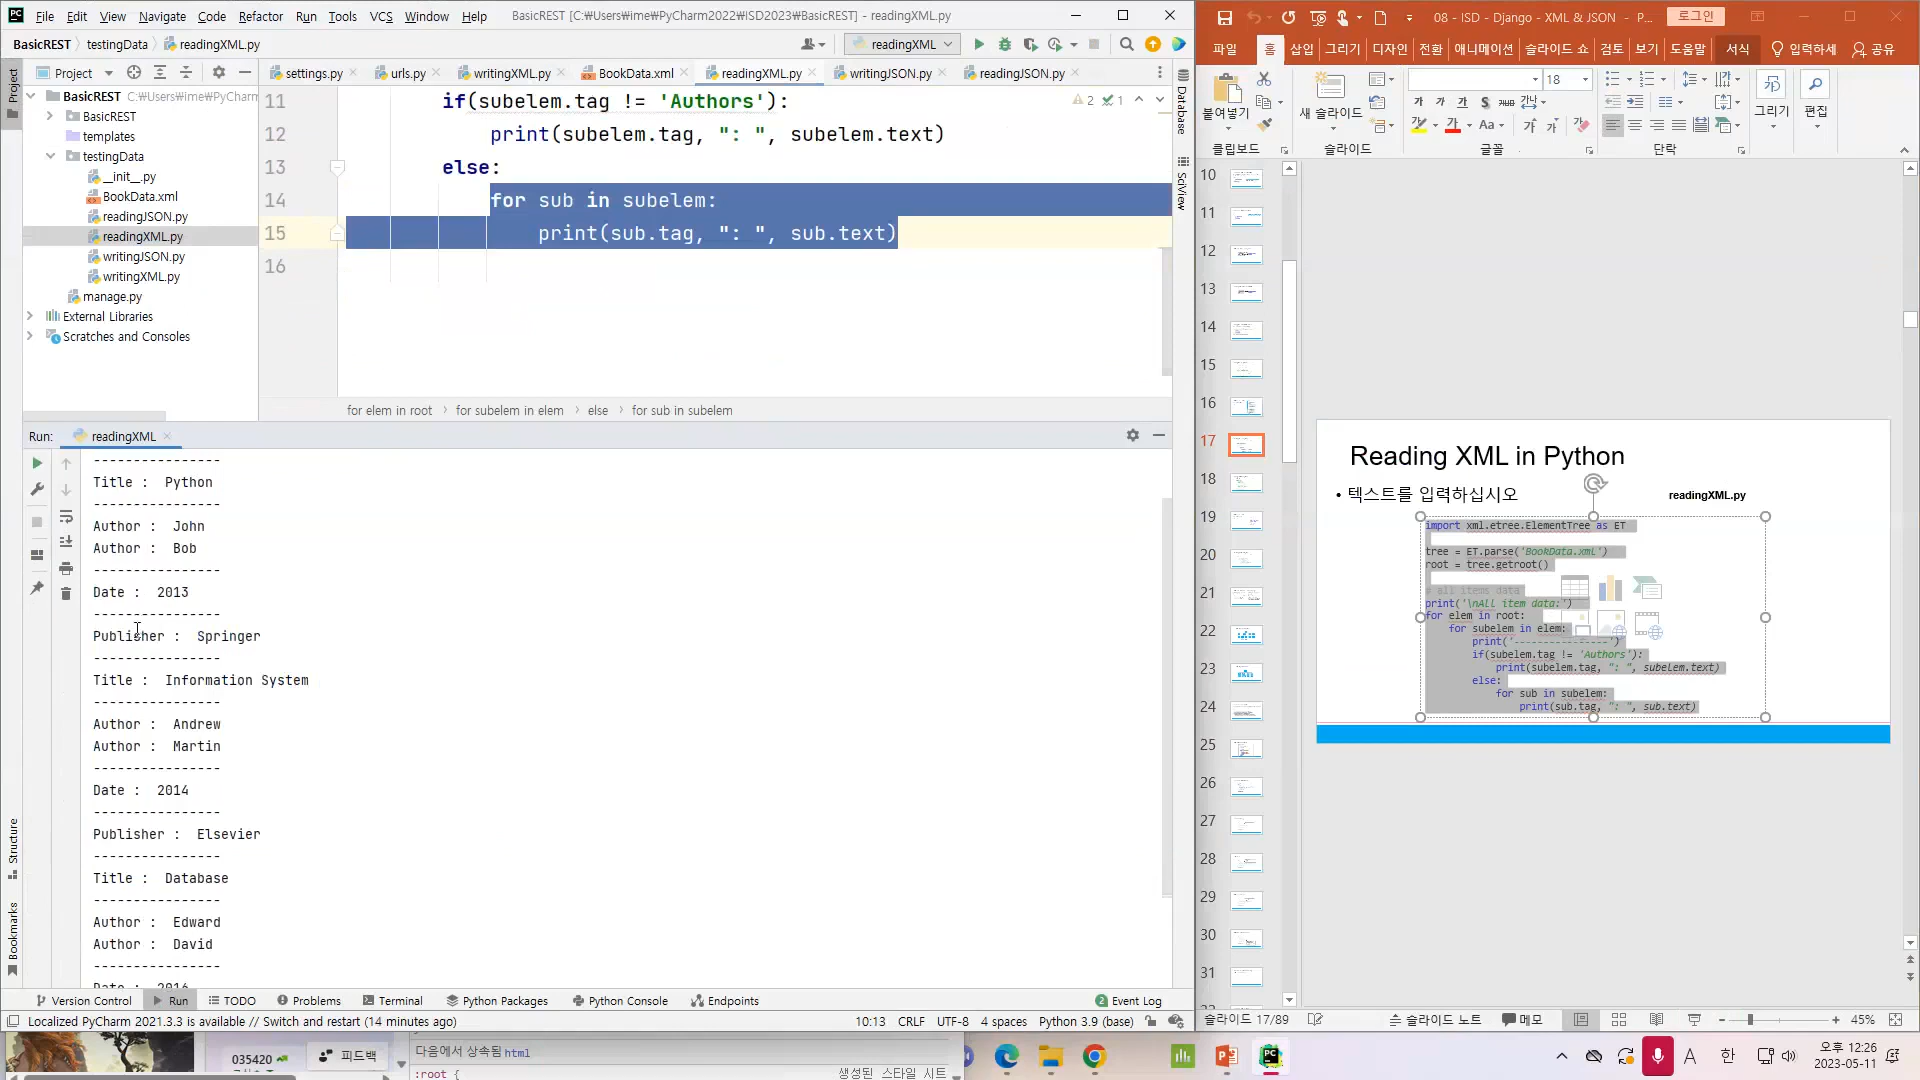 File Edit View Navigate Code Refactor Run Tools VCS Window Help BasicREST [C:₩Users₩ime₩PyCharm2022₩ISD2023₩BasicREST] - readingXML.py
BasicREST testingData readingXML.py
readingXML
Project
settings.py urls.py writingXML.py BookData.xml readingXML.py writingJSON.py readingJSON.py
BasicREST C:₩Users₩ime₩PyCharm
BasicREST
templates
testingData
__init__.py
BookData.xml
readingJSON.py
readingXML.py
writingJSON.py
writingXML.py
manage.py
External Libraries
Scratches and Consoles
Project
Structure
Bookmarks
Database
SciView
2 1
11 if(subelem.tag != 'Authors'):
12 print(subelem.tag, ": ", subelem.text)
13 else:
14 for sub in subelem:
15 print(sub.tag, ": ", sub.text)
16
for elem in root › for subelem in elem › else › for sub in subelem
Run: readingXML
----------------
Title :  Python
----------------
Author :  John
Author :  Bob
----------------
Date :  2013
----------------
Publisher :  Springer
----------------
Title :  Information System
----------------
Author :  Andrew
Author :  Martin
----------------
Date :  2014
----------------
Publisher :  Elsevier
----------------
Title :  Database
----------------
Author :  Edward
Author :  David
----------------
Date :  2016
Version Control Run TODO Problems Terminal Python Packages Python Console Endpoints 2 Event Log
Localized PyCharm 2021.3.3 is available // Switch and restart (14 minutes ago) 10:13 CRLF UTF-8 4 spaces Python 3.9 (base)
08 - ISD - Django - XML & JSON - P... 로그인
파일 홈 삽입 그리기 디자인 전환 애니메이션 슬라이드 쇼 검토 보기 도움말 서식 입력하세 공유
18
붙여넣기 새 슬라이드 그리기 편집
클립보드 슬라이드 글꼴 단락
10
11
12
13
14
15
16
17
18
19
20
21
22
23
24
25
26
27
28
29
30
31
Reading XML in Python
• 텍스트를 입력하십시오 readingXML.py
import xml.etree.ElementTree as ET
tree = ET.parse('BookData.xml')
root = tree.getroot()
# all items data
print('\nAll item data:')
for elem in root:
for subelem in elem:
print('----------------')
if(subelem.tag != 'Authors'):
print(subelem.tag, ": ", subelem.text)
else:
for sub in subelem:
print(sub.tag, ": ", sub.text)
슬라이드 17/89 슬라이드 노트 메모 45%
035420 피드백 다음에서 상속됨 html
:root { 생성된 스타일 시트
A 한 오후 12:26
2023-05-11